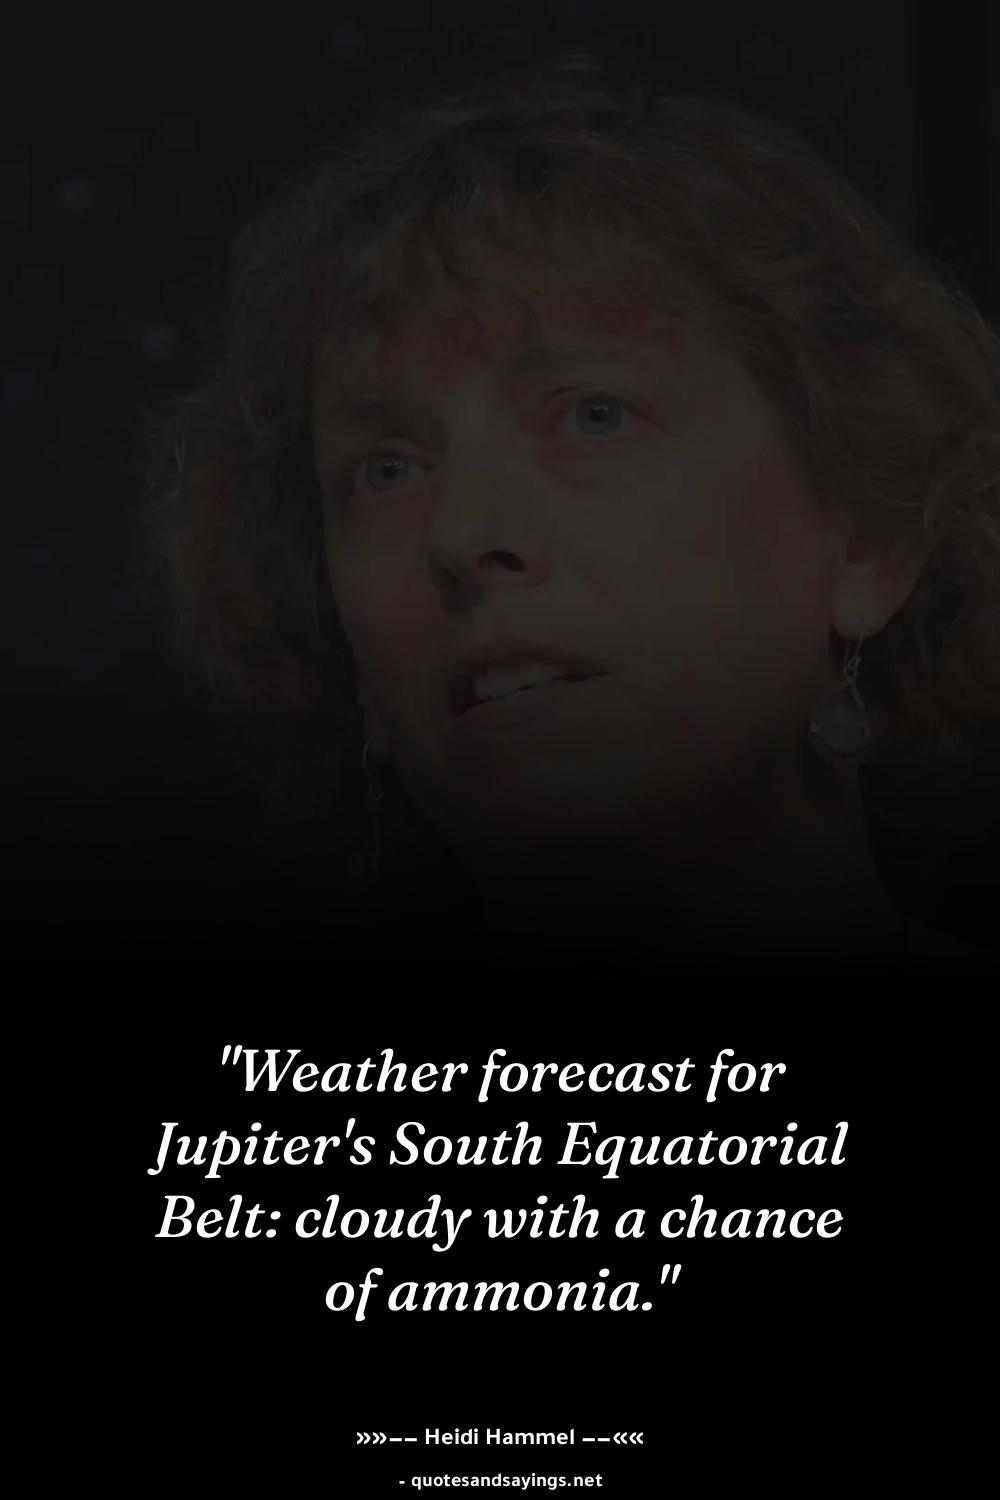 "Weather forecast for
Jupiter's South Equatorial
Belt: cloudy with a chance
of ammonia."
»»—— Heidi Hammel ——««
- quotesandsayings.net